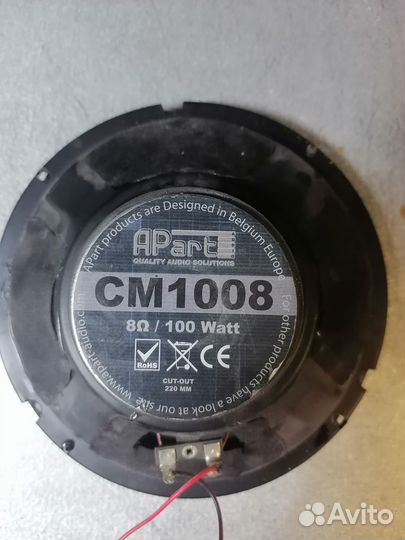 APart products are Designed in Belgium Europe
APart
QUALITY AUDIO SOLUTIONS
CM1008
8Ω / 100 Watt
RoHS
CUT-OUT
220 MM
For other products have a look at our site www.apart-audio.com
Avito